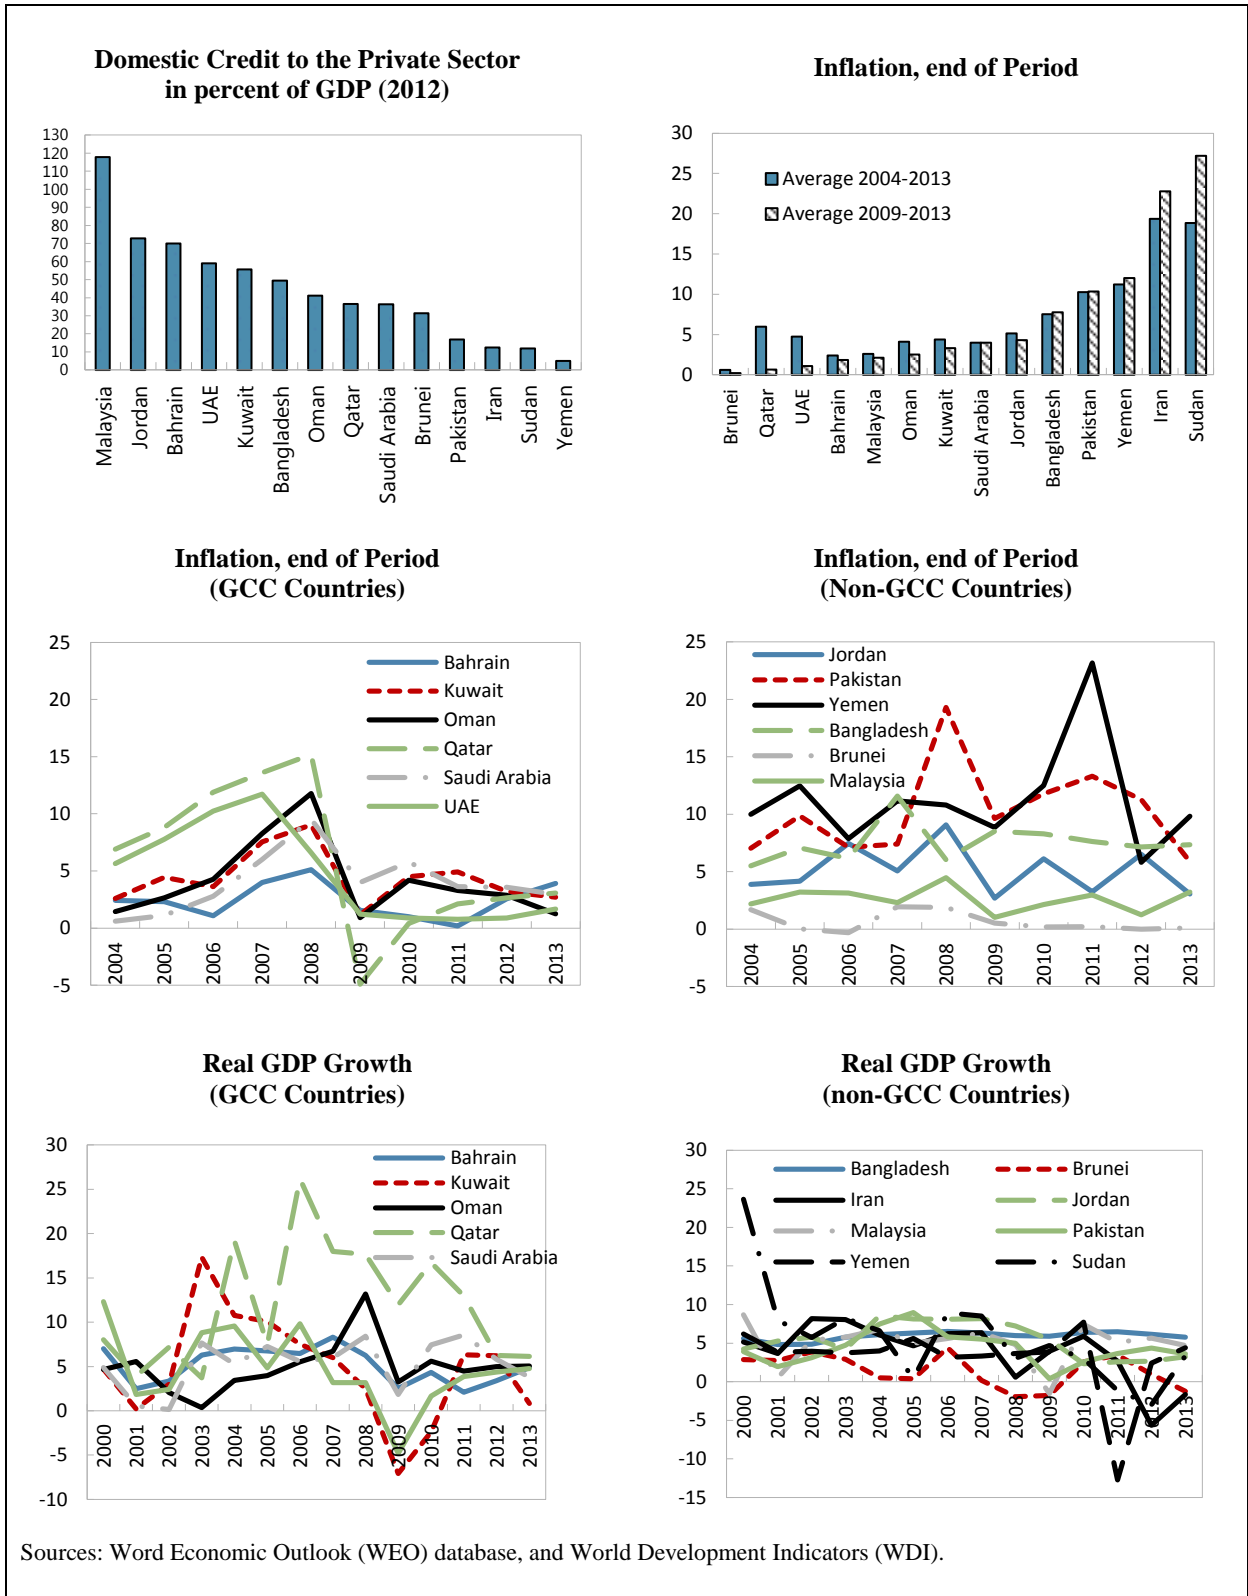 Domestic Credit to the Private Sector
in percent of GDP (2012)
130
120
110
100
90
80
70
60
50
40
30
20
10
0
Malaysia
Jordan
Bahrain
UAE
Kuwait
Bangladesh
Oman
Qatar
Saudi Arabia
Brunei
Pakistan
Iran
Sudan
Yemen
Inflation, end of Period
30
25
20
15
10
5
0
Average 2004-2013
Average 2009-2013
Brunei
Qatar
UAE
Bahrain
Malaysia
Oman
Kuwait
Saudi Arabia
Jordan
Bangladesh
Pakistan
Yemen
Iran
Sudan
Inflation, end of Period
(GCC Countries)
25
20
15
10
5
0
-5
Bahrain
Kuwait
Oman
Qatar
Saudi Arabia
UAE
2004
2005
2006
2007
2008
2009
2010
2011
2012
2013
Inflation, end of Period
(Non-GCC Countries)
25
20
15
10
5
0
-5
Jordan
Pakistan
Yemen
Bangladesh
Brunei
Malaysia
2004
2005
2006
2007
2008
2009
2010
2011
2012
2013
Real GDP Growth
(GCC Countries)
30
25
20
15
10
5
0
-5
-10
Bahrain
Kuwait
Oman
Qatar
Saudi Arabia
2000
2001
2002
2003
2004
2005
2006
2007
2008
2009
2010
2011
2012
2013
Real GDP Growth
(non-GCC Countries)
30
25
20
15
10
5
0
-5
-10
-15
Bangladesh
Brunei
Iran
Jordan
Malaysia
Pakistan
Yemen
Sudan
2000
2001
2002
2003
2004
2005
2006
2007
2008
2009
2010
2011
2012
2013
Sources: Word Economic Outlook (WEO) database, and World Development Indicators (WDI).